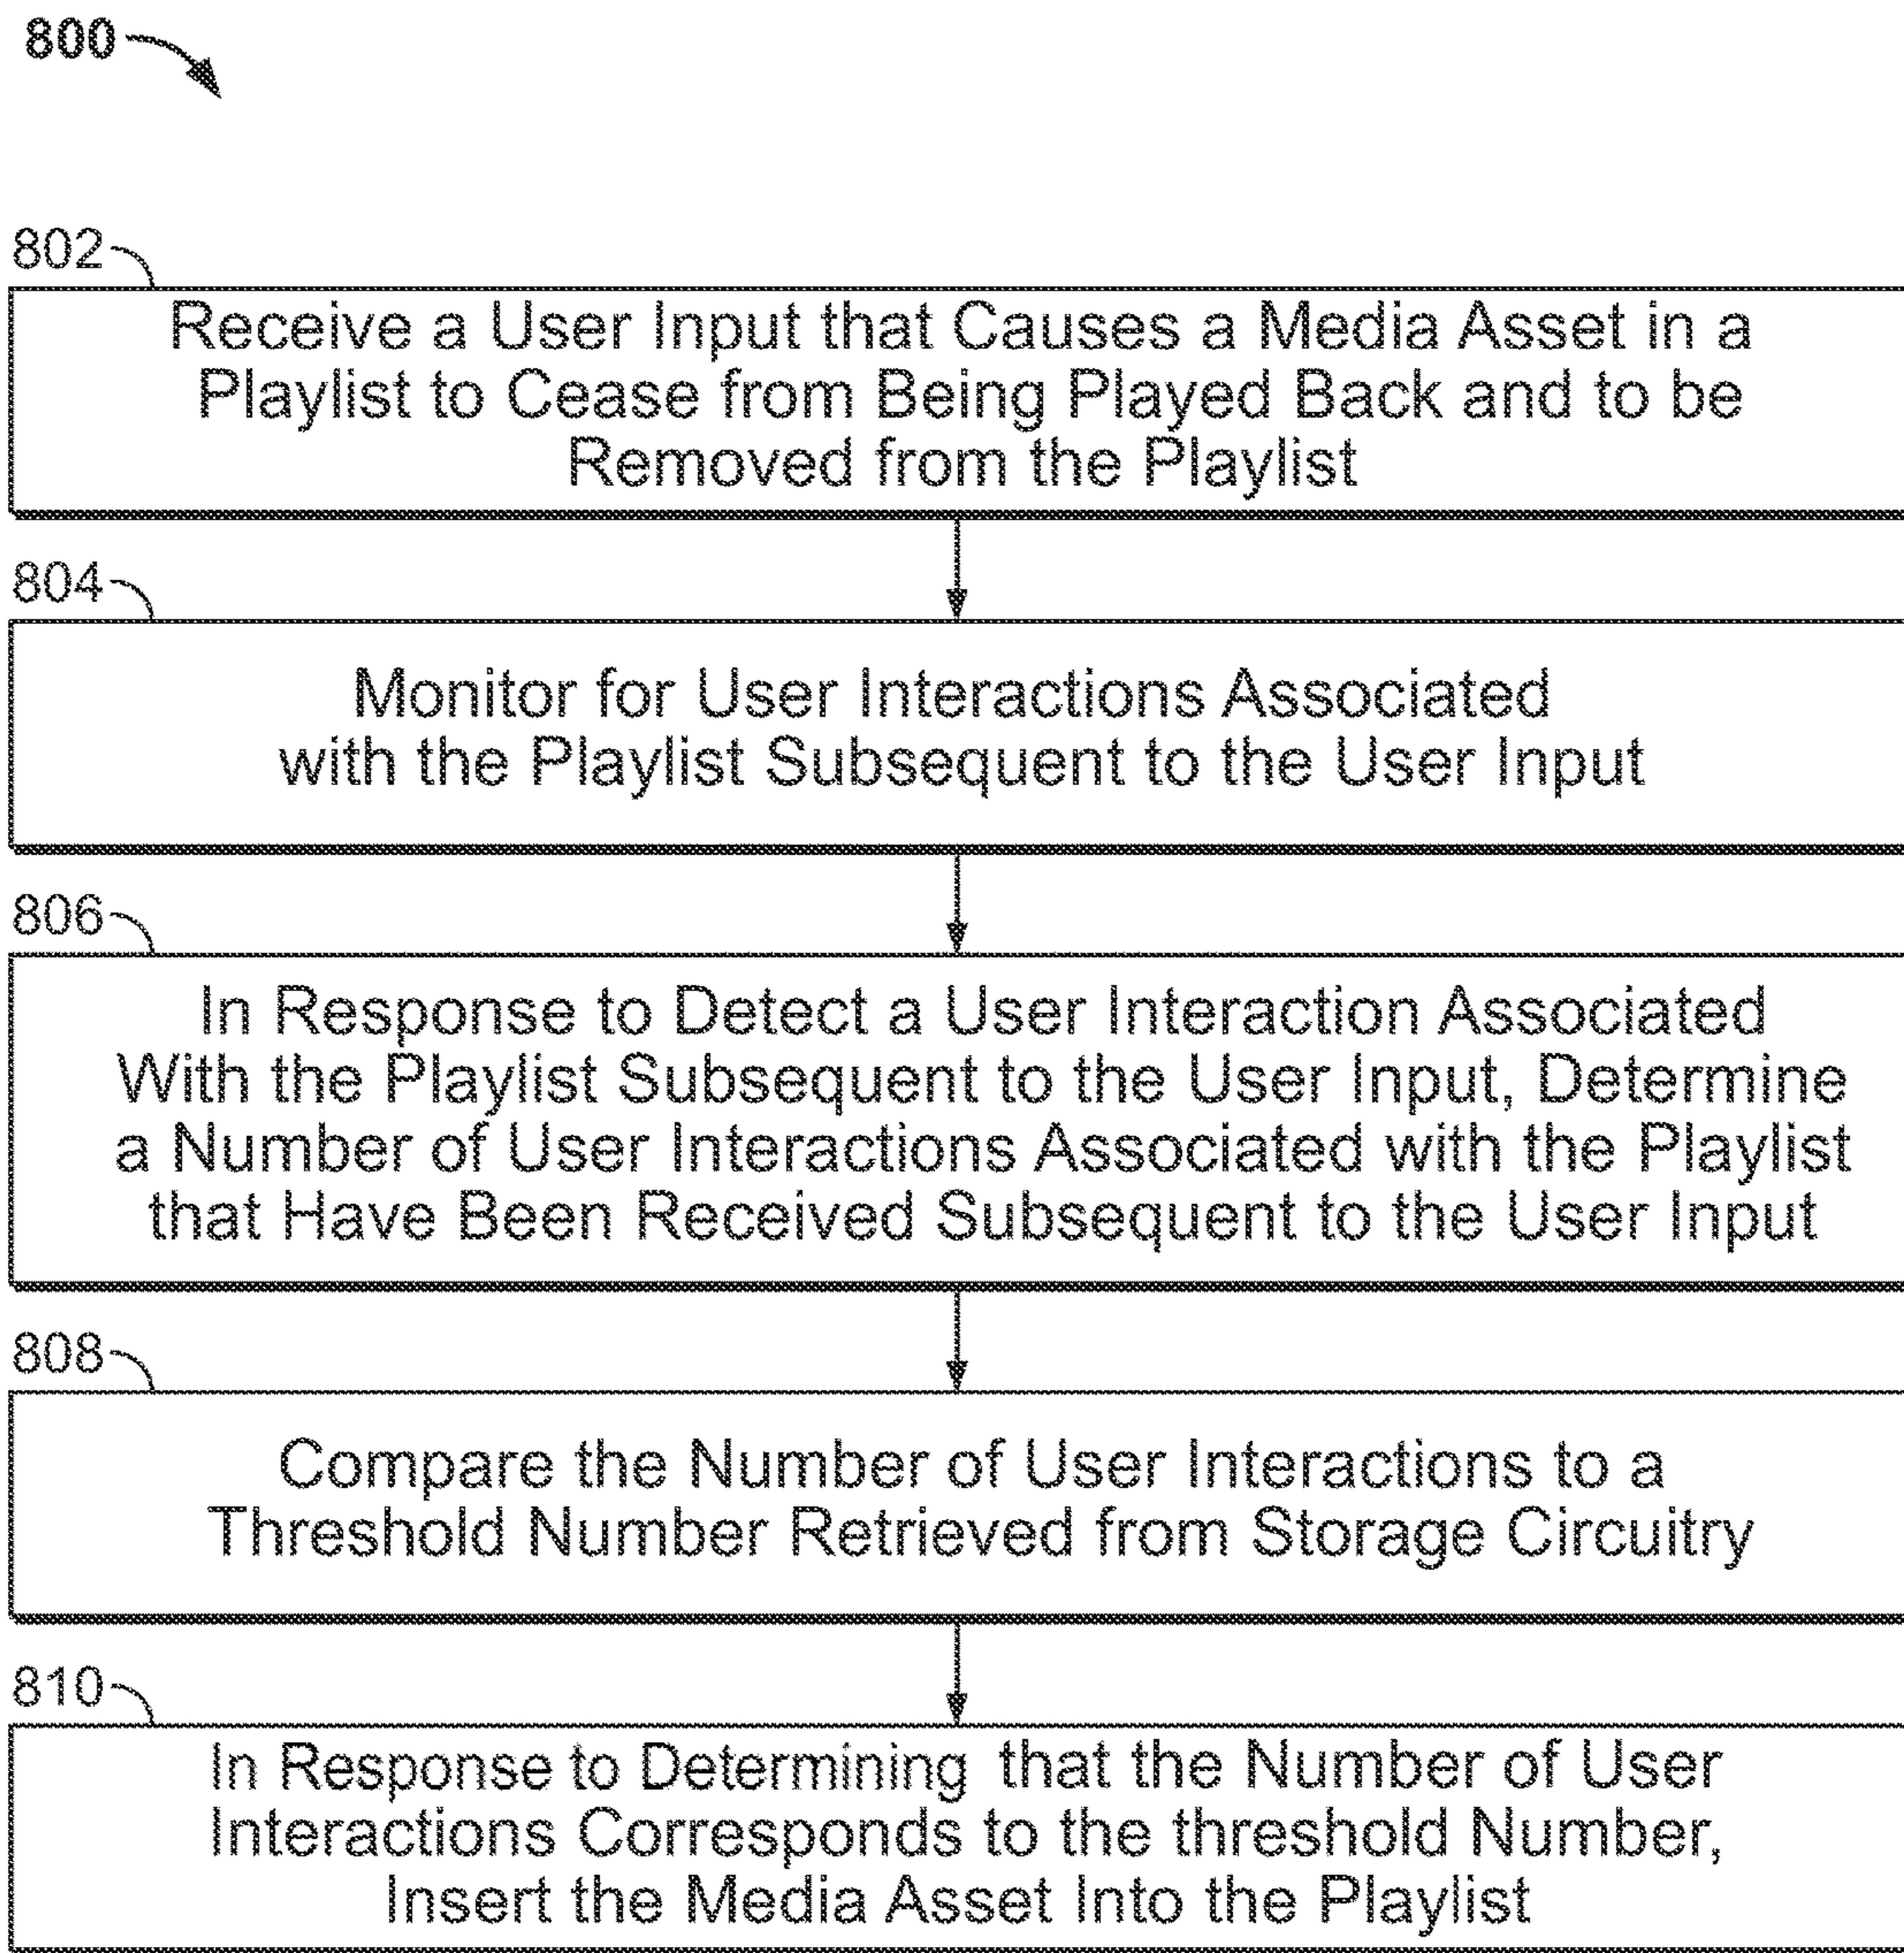 800
802
Receive a User Input that Causes a Media Asset in a
Playlist to Cease from Being Played Back and to be
Removed from the Playlist
804
Monitor for User Interactions Associated
with the Playlist Subsequent to the User Input
806
In Response to Detect a User Interaction Associated
With the Playlist Subsequent to the User Input, Determine
a Number of User Interactions Associated with the Playlist
that Have Been Received Subsequent to the User Input
808
Compare the Number of User Interactions to a
Threshold Number Retrieved from Storage Circuitry
810
In Response to Determining that the Number of User
Interactions Corresponds to the threshold Number,
Insert the Media Asset Into the Playlist